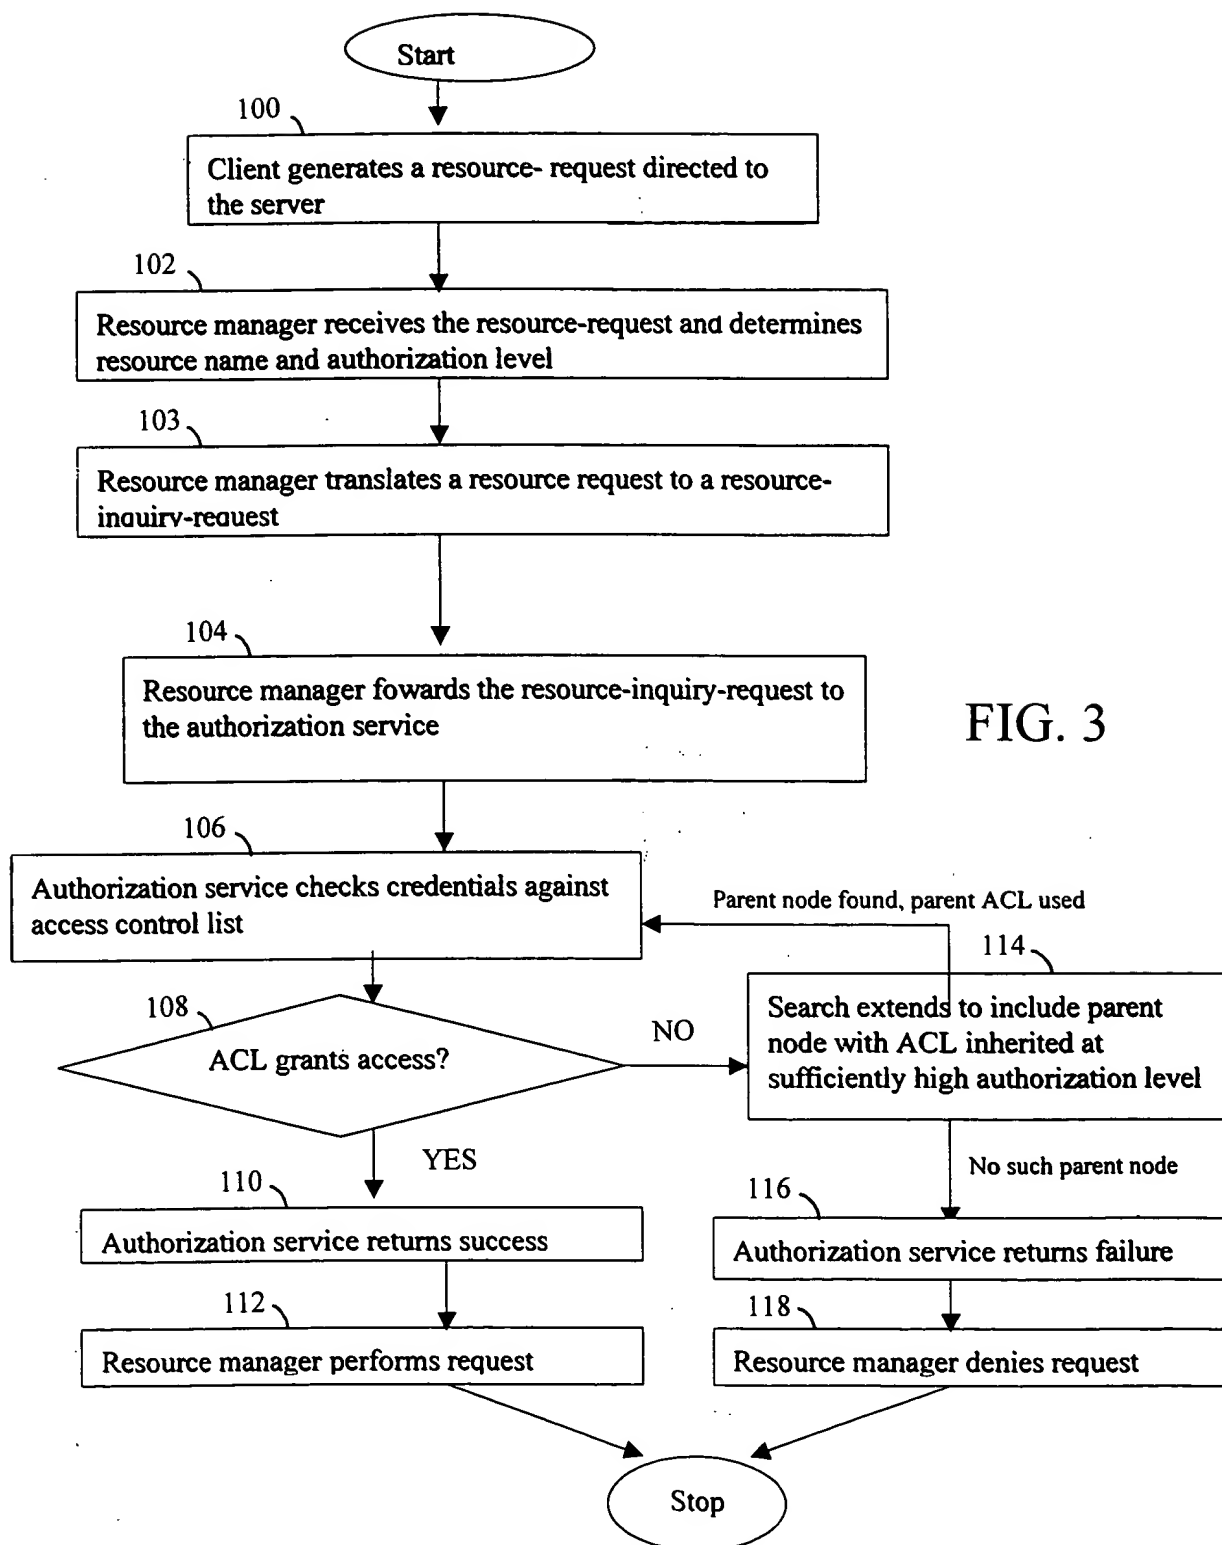 Start
100
Client generates a resource- request directed to
the server
102
Resource manager receives the resource-request and determines
resource name and authorization level
103
Resource manager translates a resource request to a resource-
inquiry-request
104
Resource manager fowards the resource-inquiry-request to
the authorization service
FIG. 3
106
Authorization service checks credentials against
access control list
Parent node found, parent ACL used
114
Search extends to include parent
node with ACL inherited at
sufficiently high authorization level
108
ACL grants access?
NO
YES
No such parent node
110
Authorization service returns success
116
Authorization service returns failure
112
Resource manager performs request
118
Resource manager denies request
Stop